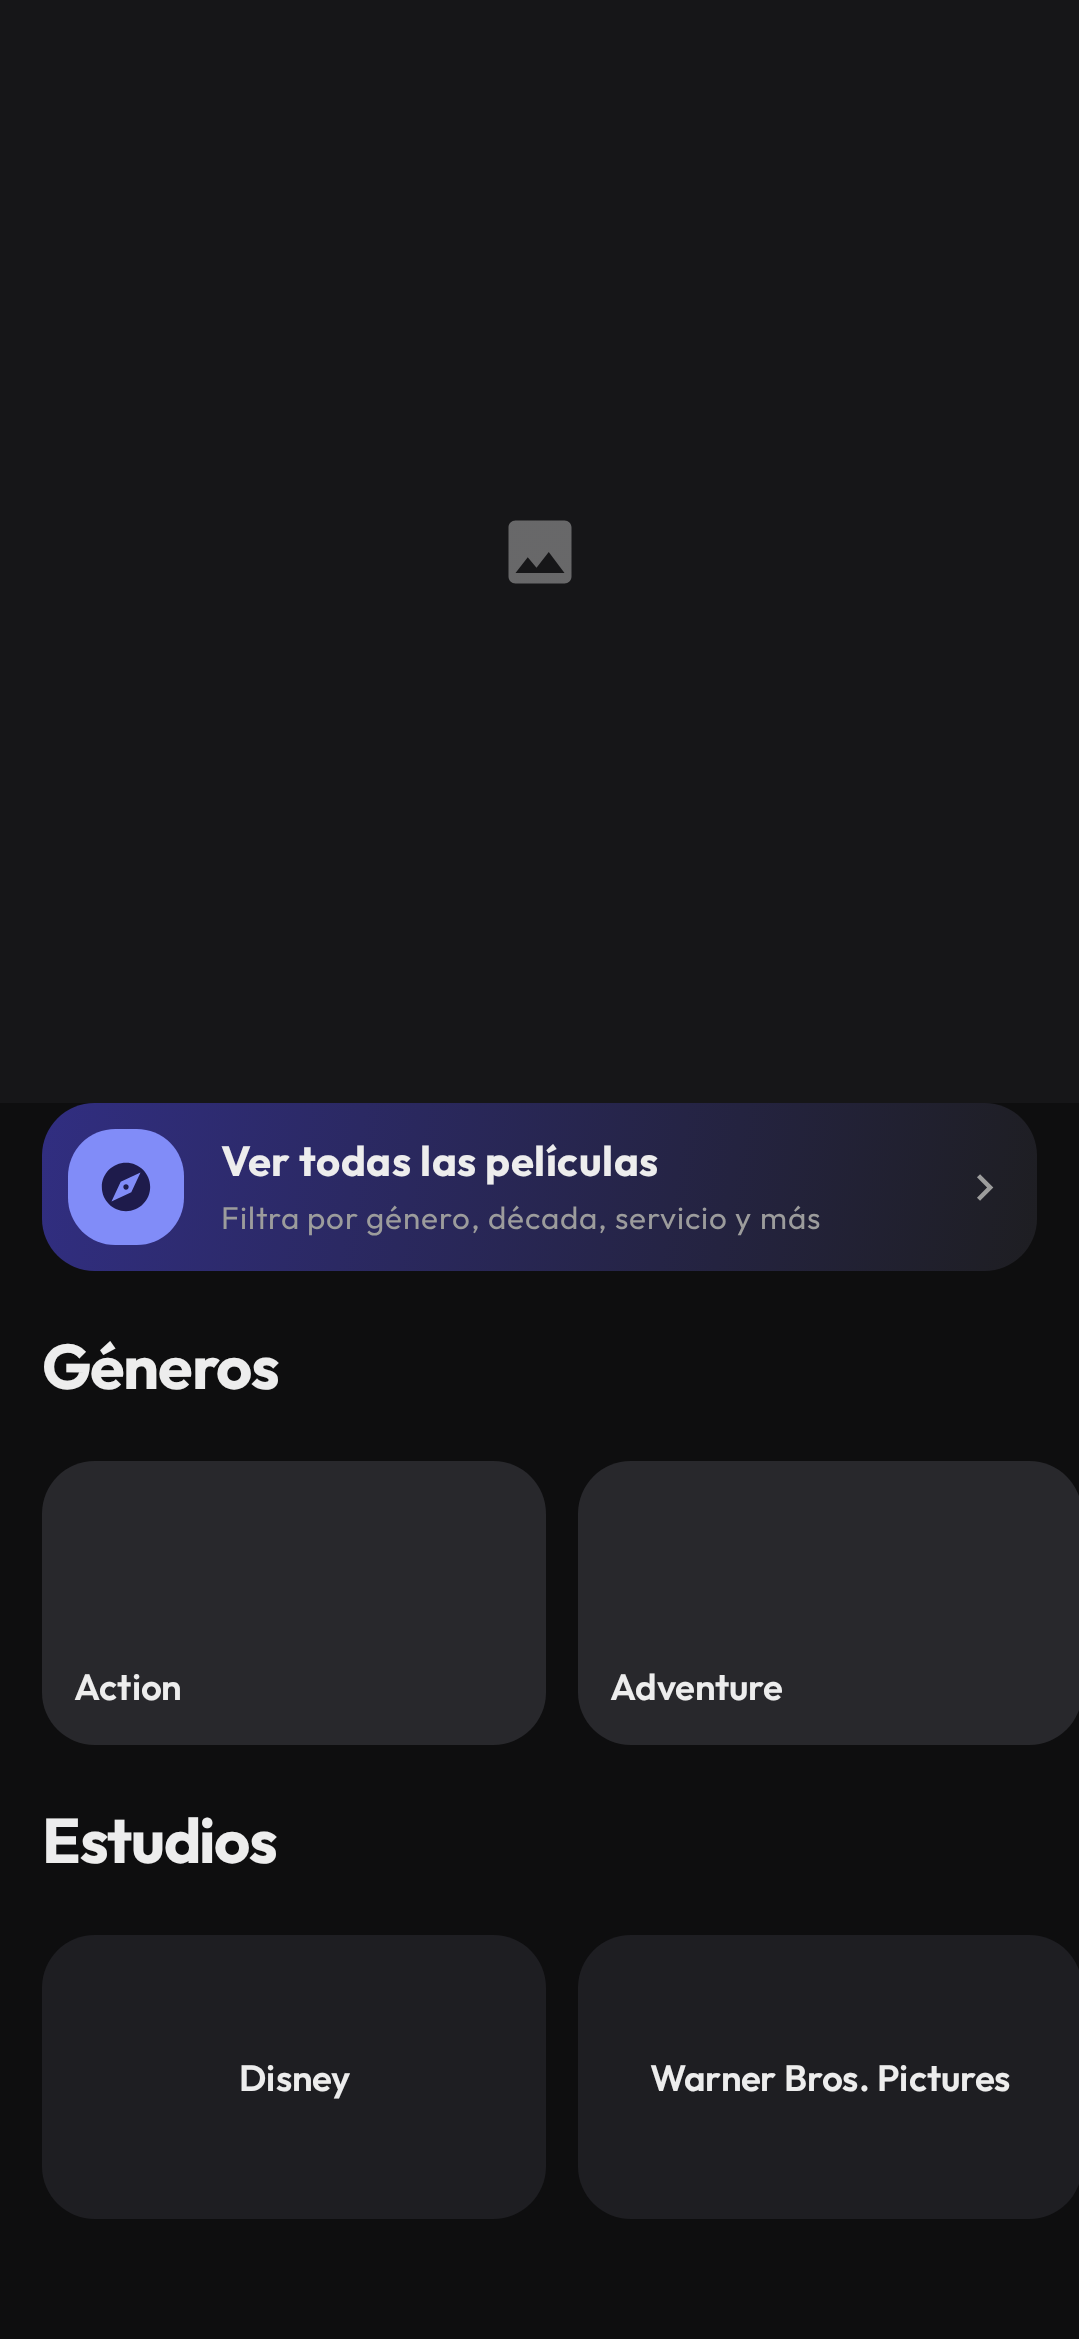 Ver todas las películas
Filtra por género, década, servicio y más
Géneros
Action
Adventure
Estudios
Disney
Warner Bros. Pictures